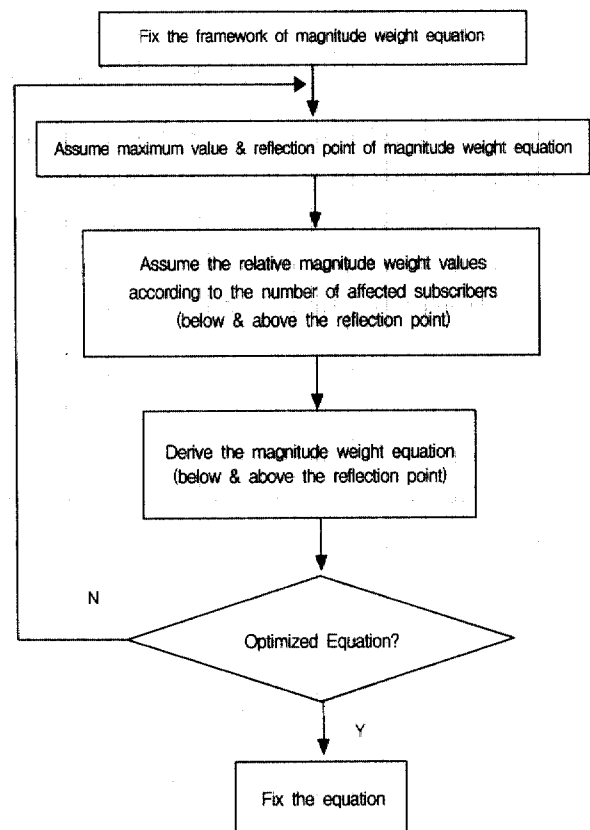 Fix the framework of magnitude weight equation
Assume maximum value & reflection point of magnitude weight equation
Assume the relative magnitude weight values
according to the number of affected subscribers
(below & above the reflection point)
Derive the magnitude weight equation
(below & above the reflection point)
N
Optimized Equation?
Y
Fix the equation